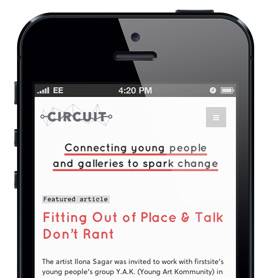 EE
4:20 PM
CIRCUIT
Connecting young people
and galleries to spark change
Featured article
Fitting Out of Place & Talk
Don't Rant
The artist Ilona Sagar was invited to work with firstsite's
young people's group Y.A.K. (Young Art Kommunity) in